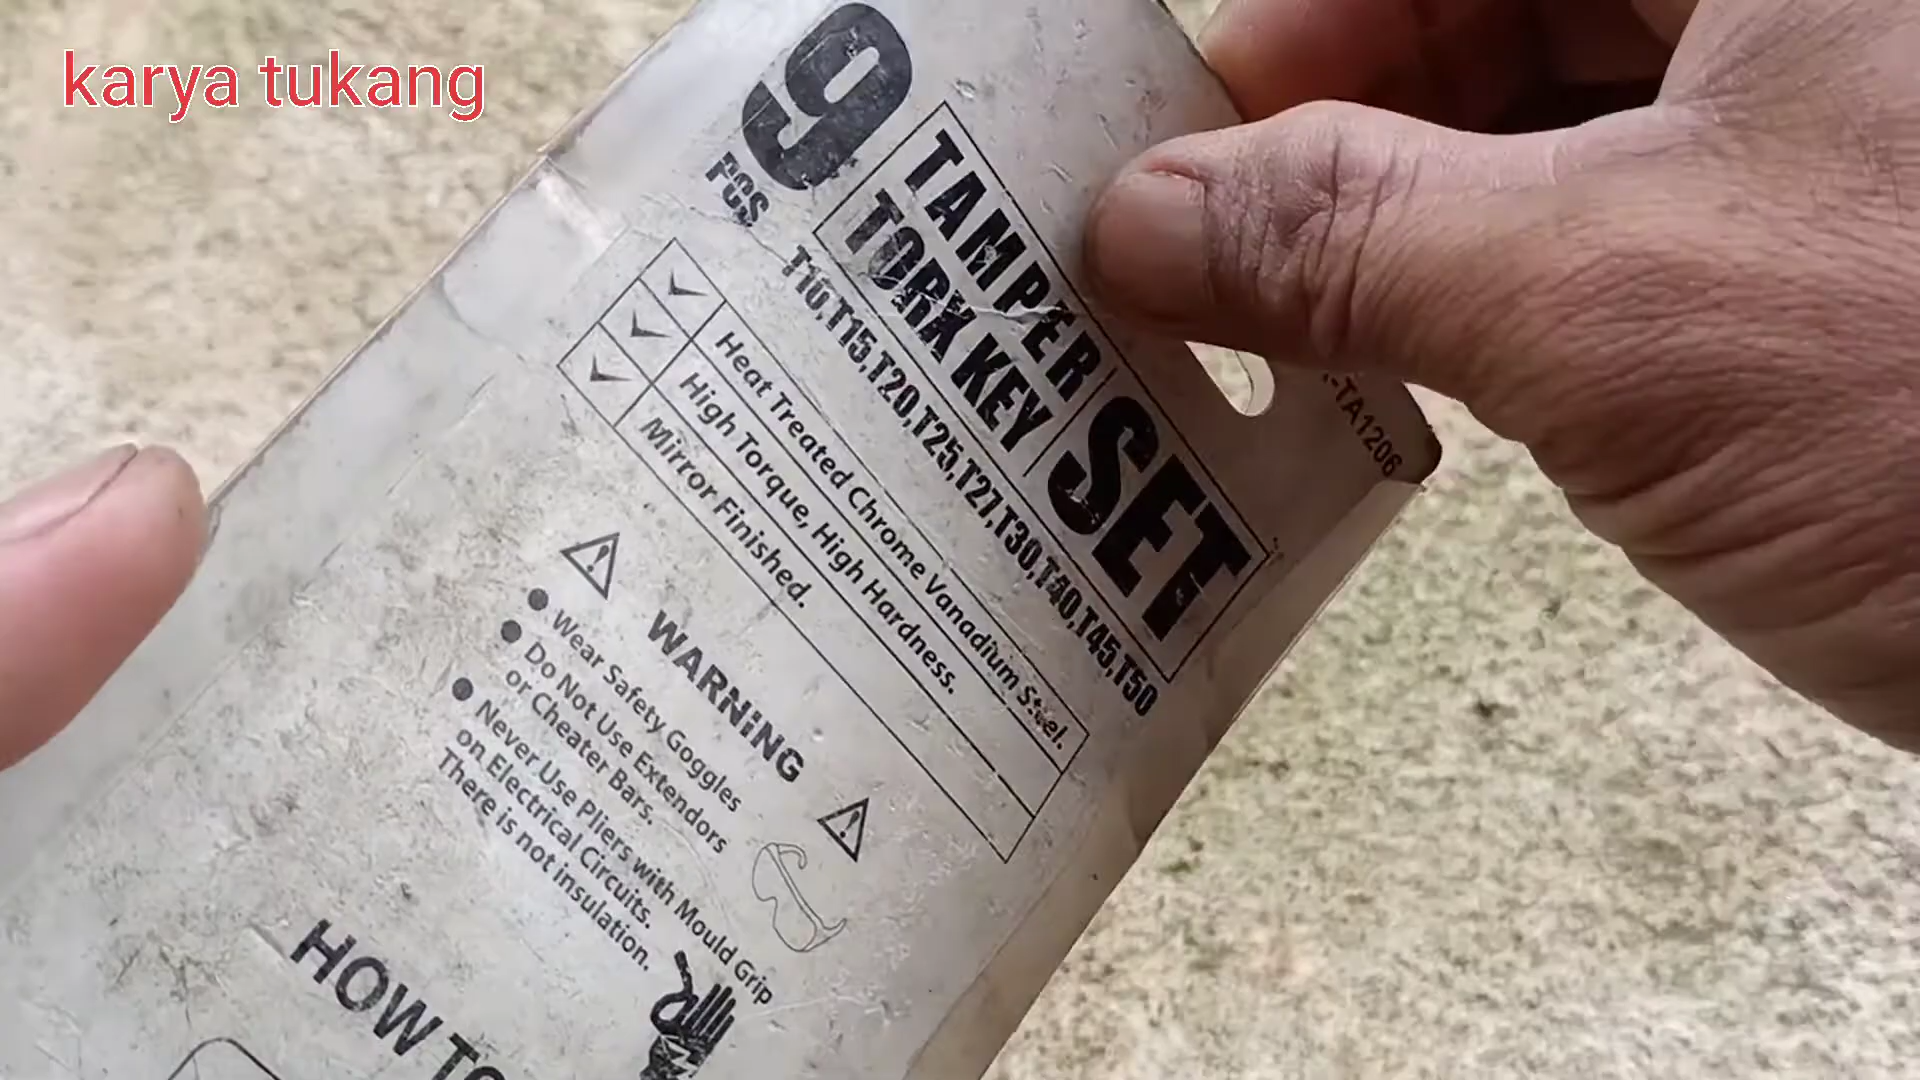 karya tukang
9
PCS
TAMPER
TORX KEY
SET
T10,T15,T20,T25,T27,T30,T40,T45,T50
Heat Treated Chrome Vanadium Steel.
High Torque, High Hardness.
Mirror Finished.
-TA1206
WARNiNG
Wear Safety Goggles
Do Not Use Extendors
or Cheater Bars.
Never Use Pliers with Mould Grip
on Electrical Circuits.
There is not insulation.
HOW TO